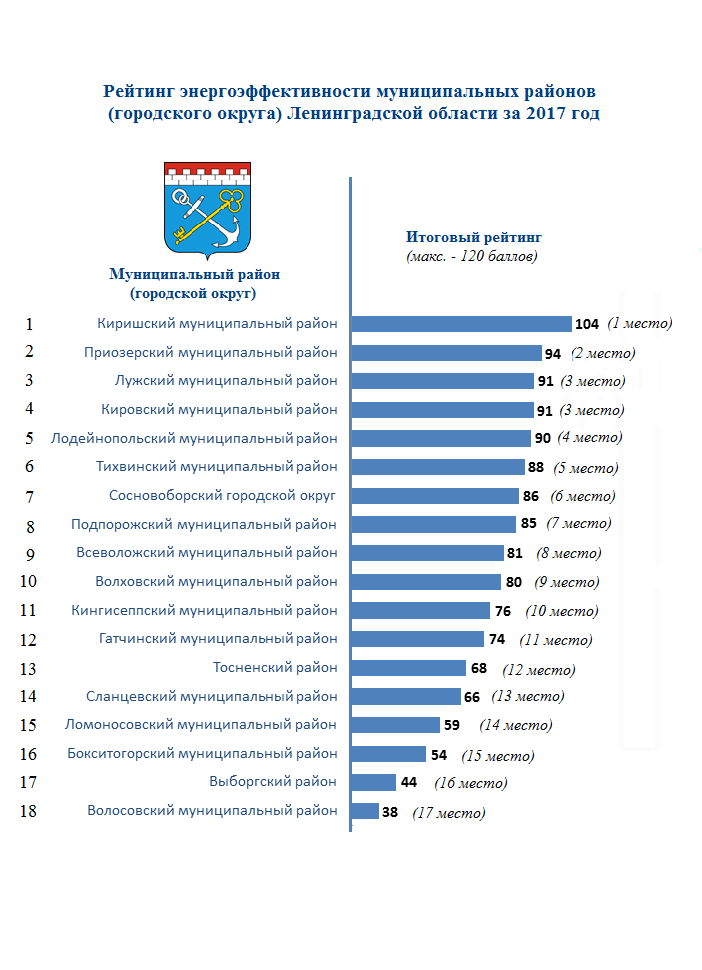 Рейтинг энергоэффективности муниципальных районов
(городского округа) Ленинградской области за 2017 год
Итоговый рейтинг
(макс. - 120 баллов)
Муниципальный район
(городской округ)
1 Киришский муниципальный район 104 (1 место)
2 Приозерский муниципальный район 94 (2 место)
3 Лужский муниципальный район 91 (3 место)
4 Кировский муниципальный район 91 (3 место)
5 Лодейнопольский муниципальный район 90 (4 место)
6 Тихвинский муниципальный район 88 (5 место)
7 Сосновоборский городской округ 86 (6 место)
8 Подпорожский муниципальный район 85 (7 место)
9 Всеволожский муниципальный район 81 (8 место)
10 Волховский муниципальный район 80 (9 место)
11 Кингисеппский муниципальный район 76 (10 место)
12 Гатчинский муниципальный район 74 (11 место)
13 Тосненский район 68 (12 место)
14 Сланцевский муниципальный район 66 (13 место)
15 Ломоносовский муниципальный район 59 (14 место)
16 Бокситогорский муниципальный район 54 (15 место)
17 Выборгский район 44 (16 место)
18 Волосовский муниципальный район 38 (17 место)